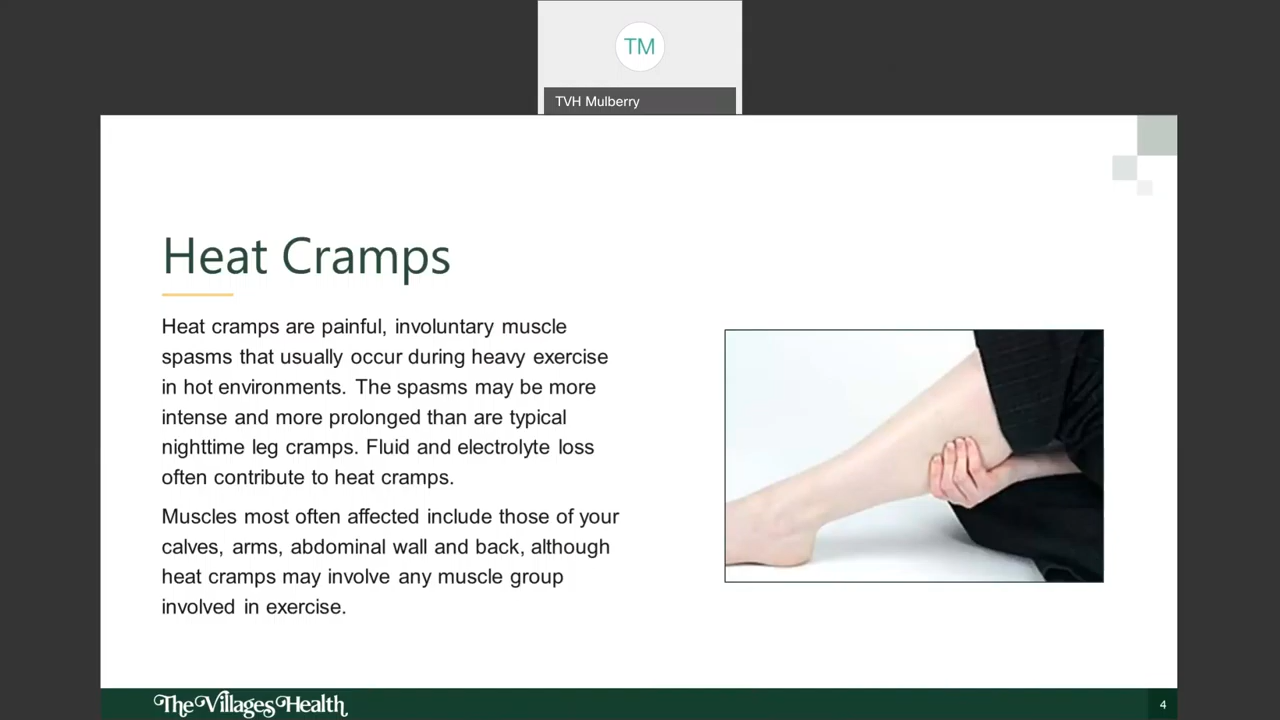 TM
TVH Mulberry
Heat Cramps
Heat cramps are painful, involuntary muscle
spasms that usually occur during heavy exercise
in hot environments. The spasms may be more
intense and more prolonged than are typical
nighttime leg cramps. Fluid and electrolyte loss
often contribute to heat cramps.
Muscles most often affected include those of your
calves, arms, abdominal wall and back, although
heat cramps may involve any muscle group
involved in exercise.
The Villages Health
4